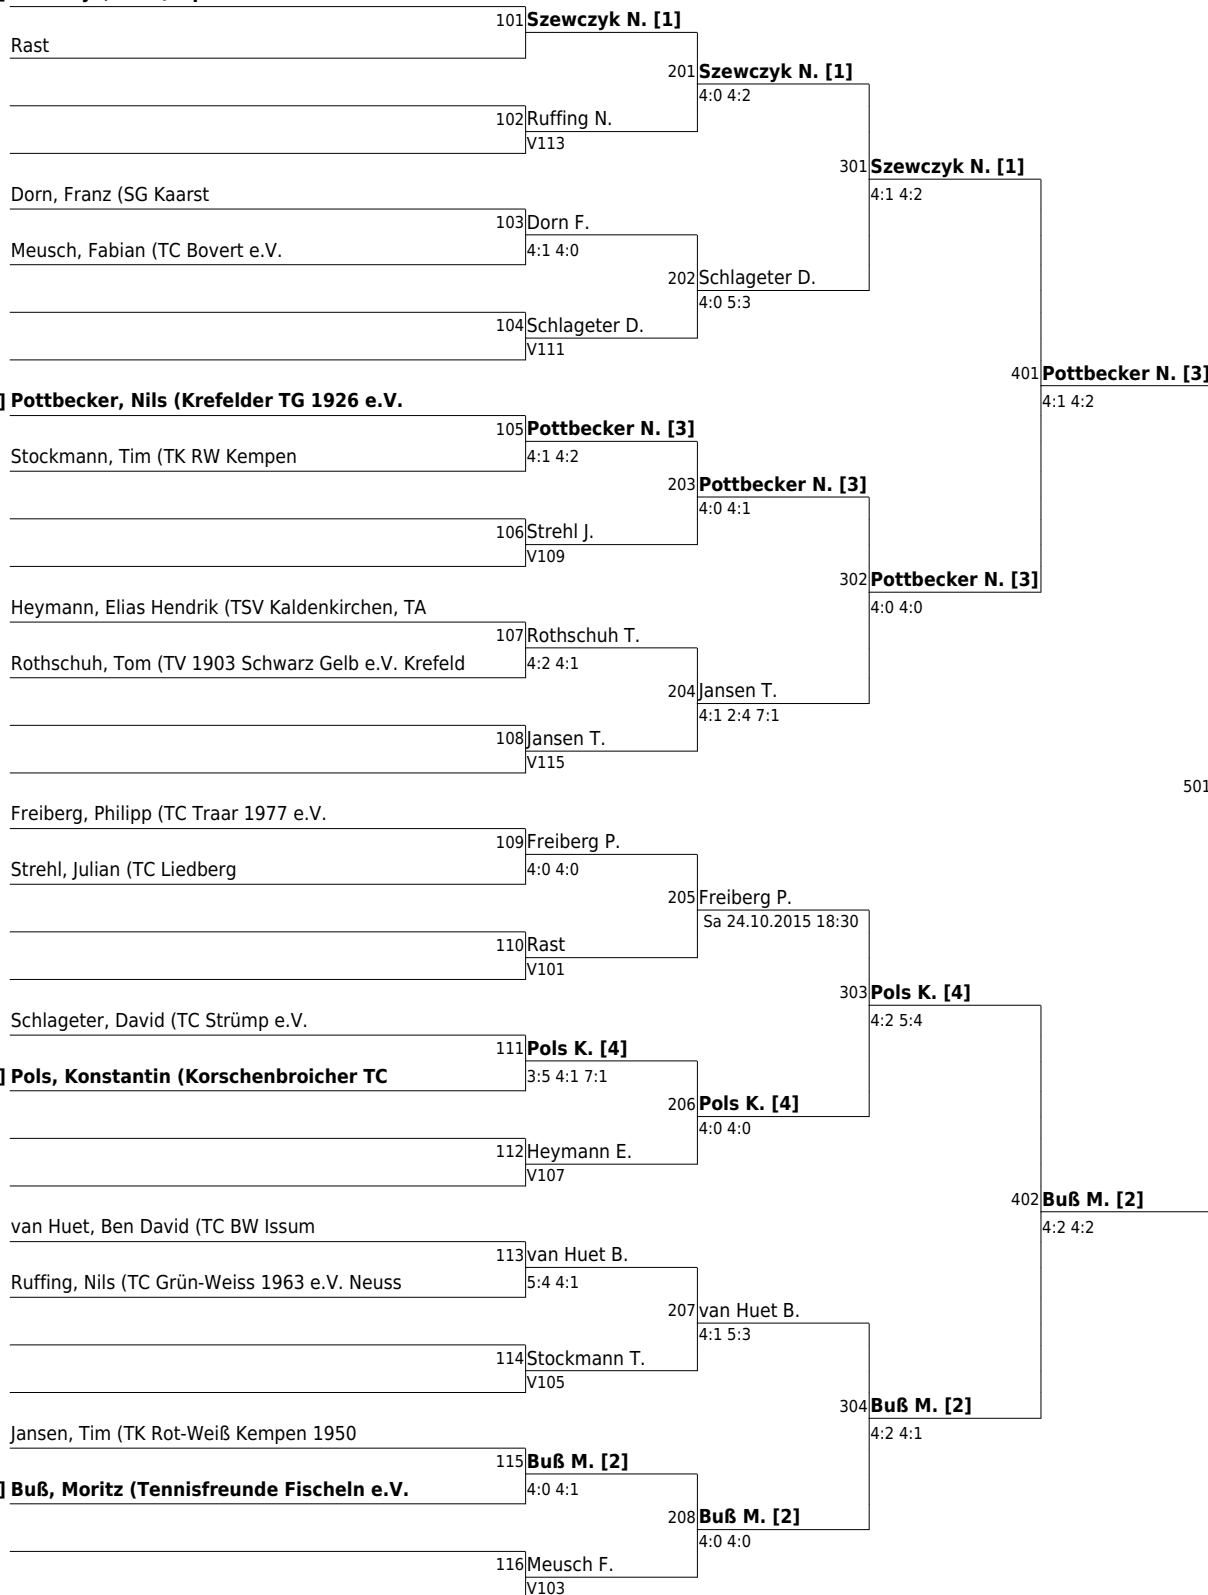 101 Szewczyk N. [1]
Rast
201 Szewczyk N. [1]
4:0 4:2
102 Ruffing N.
V113
301 Szewczyk N. [1]
4:1 4:2
Dorn, Franz (SG Kaarst
103 Dorn F.
Meusch, Fabian (TC Bovert e.V.
4:1 4:0
202 Schlageter D.
4:0 5:3
104 Schlageter D.
V111
401 Pottbecker N. [3]
4:1 4:2
] Pottbecker, Nils (Krefelder TG 1926 e.V.
105 Pottbecker N. [3]
Stockmann, Tim (TK RW Kempen
4:1 4:2
203 Pottbecker N. [3]
4:0 4:1
106 Strehl J.
V109
302 Pottbecker N. [3]
4:0 4:0
Heymann, Elias Hendrik (TSV Kaldenkirchen, TA
107 Rothschuh T.
Rothschuh, Tom (TV 1903 Schwarz Gelb e.V. Krefeld
4:2 4:1
204 Jansen T.
4:1 2:4 7:1
108 Jansen T.
V115
501
Freiberg, Philipp (TC Traar 1977 e.V.
109 Freiberg P.
Strehl, Julian (TC Liedberg
4:0 4:0
205 Freiberg P.
Sa 24.10.2015 18:30
110 Rast
V101
303 Pols K. [4]
4:2 5:4
Schlageter, David (TC Strümp e.V.
111 Pols K. [4]
] Pols, Konstantin (Korschenbroicher TC
3:5 4:1 7:1
206 Pols K. [4]
4:0 4:0
112 Heymann E.
V107
402 Buß M. [2]
4:2 4:2
van Huet, Ben David (TC BW Issum
113 van Huet B.
Ruffing, Nils (TC Grün-Weiss 1963 e.V. Neuss
5:4 4:1
207 van Huet B.
4:1 5:3
114 Stockmann T.
V105
304 Buß M. [2]
4:2 4:1
Jansen, Tim (TK Rot-Weiß Kempen 1950
115 Buß M. [2]
] Buß, Moritz (Tennisfreunde Fischeln e.V.
4:0 4:1
208 Buß M. [2]
4:0 4:0
116 Meusch F.
V103